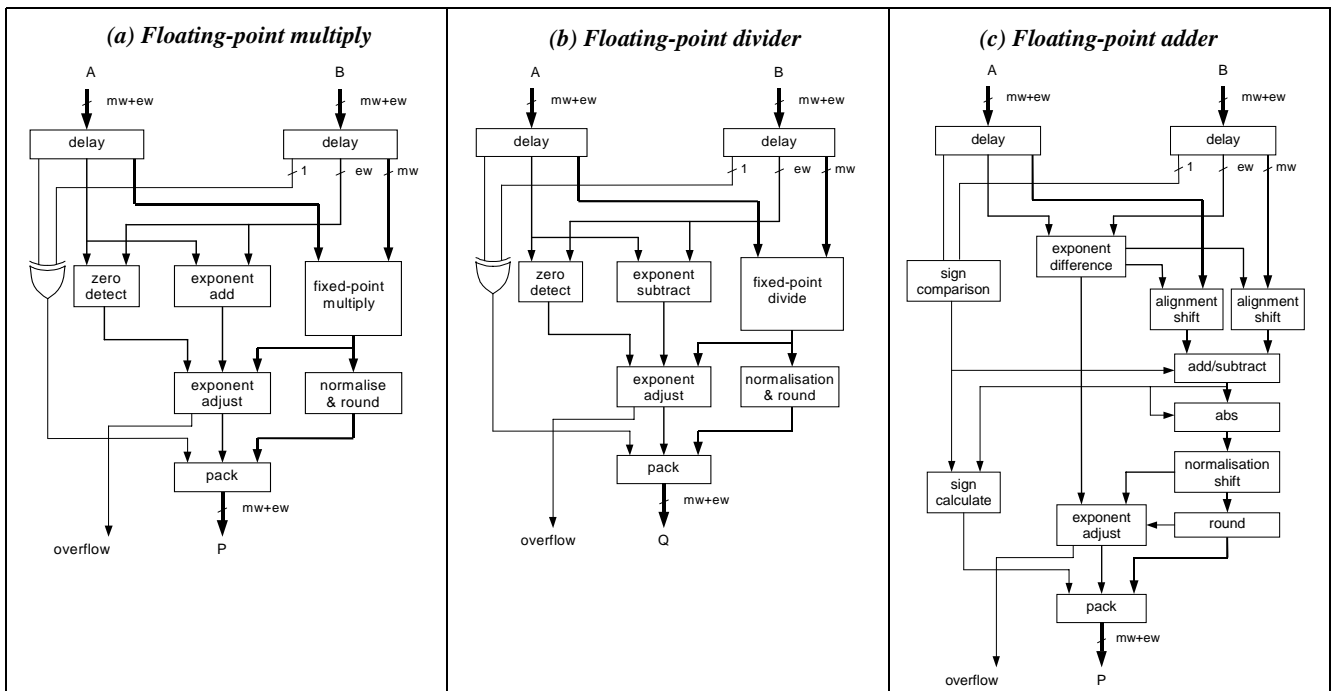 (a) Floating-point multiply
A
B
mw+ew
mw+ew
delay
delay
1
ew
mw
zero
detect
exponent
add
fixed-point
multiply
exponent
adjust
normalise
& round
pack
mw+ew
overflow
P
(b) Floating-point divider
A
B
mw+ew
mw+ew
delay
delay
1
ew
mw
zero
detect
exponent
subtract
fixed-point
divide
exponent
adjust
normalisation
& round
pack
mw+ew
overflow
Q
(c) Floating-point adder
A
B
mw+ew
mw+ew
delay
delay
1
ew
mw
exponent
difference
sign
comparison
alignment
shift
alignment
shift
add/subtract
abs
normalisation
shift
sign
calculate
exponent
adjust
round
pack
mw+ew
overflow
P